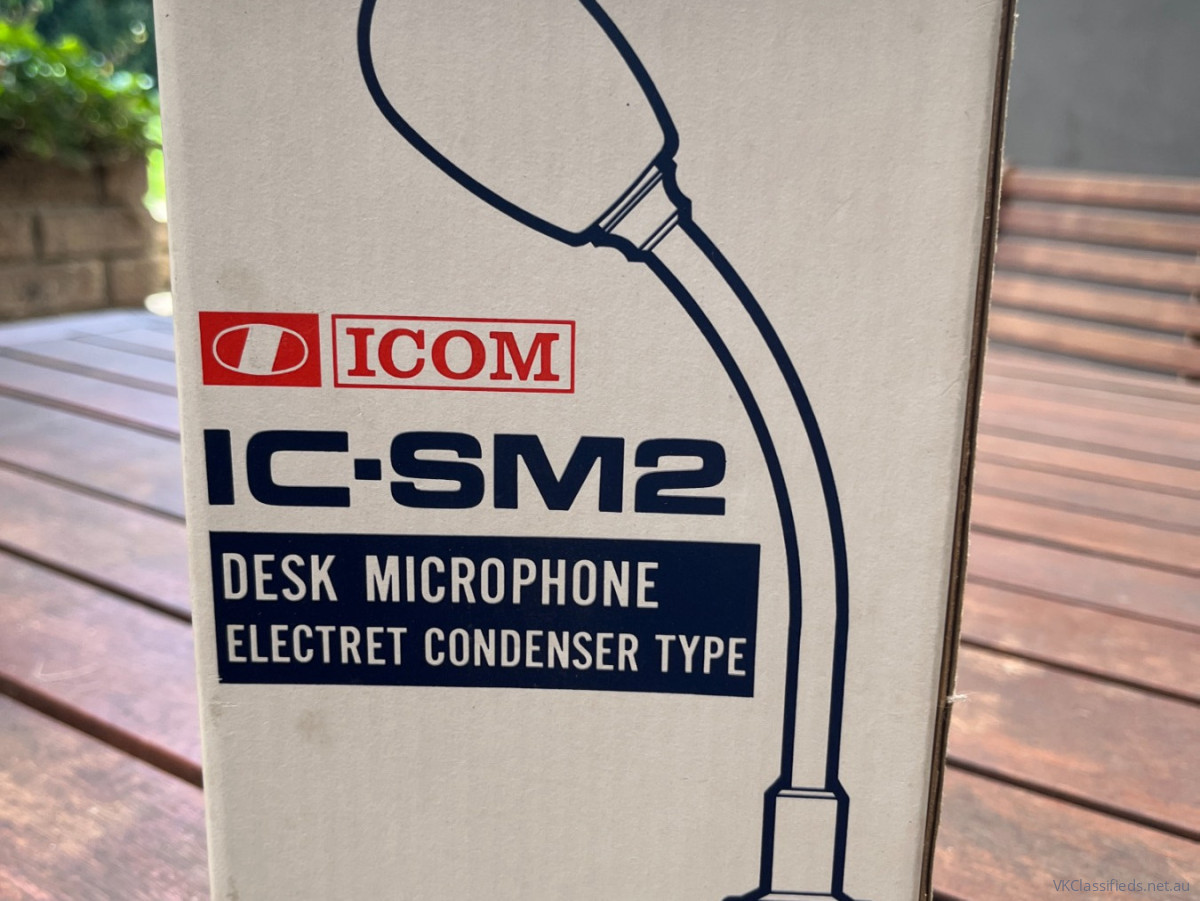 ICOM
IC-SM2
DESK MICROPHONE
ELECTRET CONDENSER TYPE
VKClassifieds.net.au